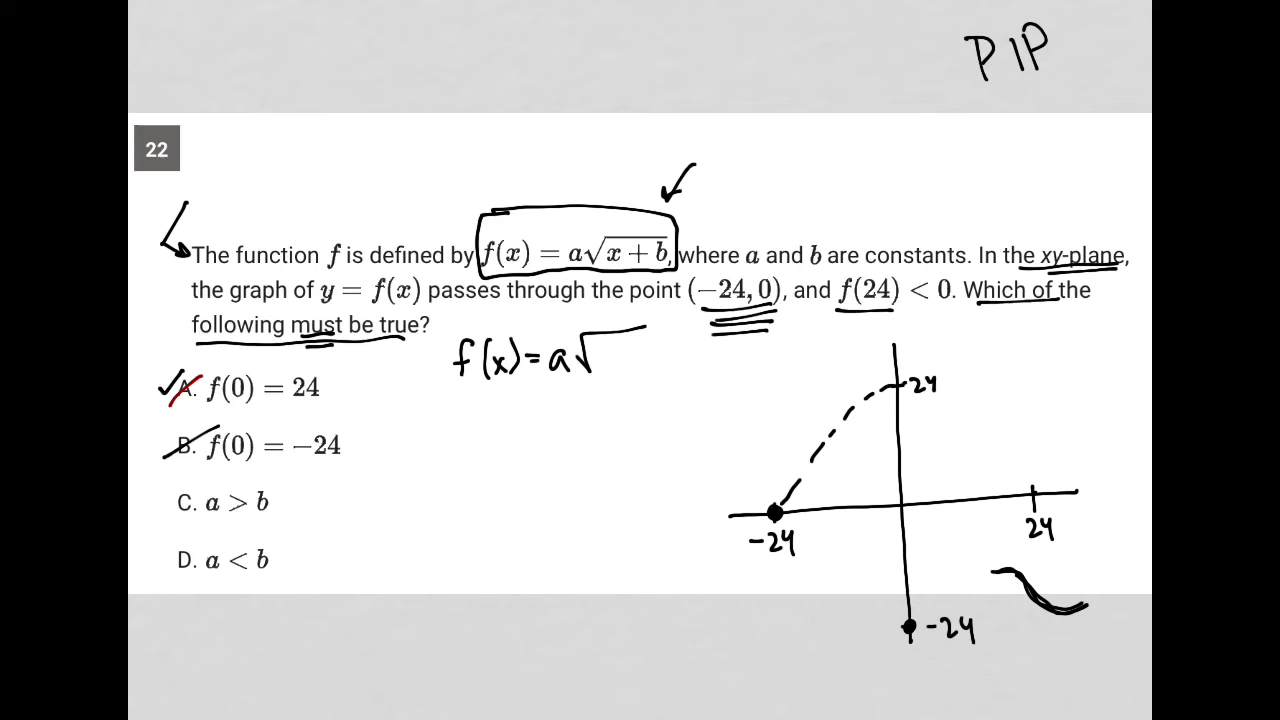 PIP
22
The function f is defined by f(x) = a√(x + b), where a and b are constants. In the xy-plane,
the graph of y = f(x) passes through the point (−24, 0), and f(24) < 0. Which of the
following must be true?
f(x) = a√
A. f(0) = 24
B. f(0) = −24
C. a > b
D. a < b
24
-24
24
-24